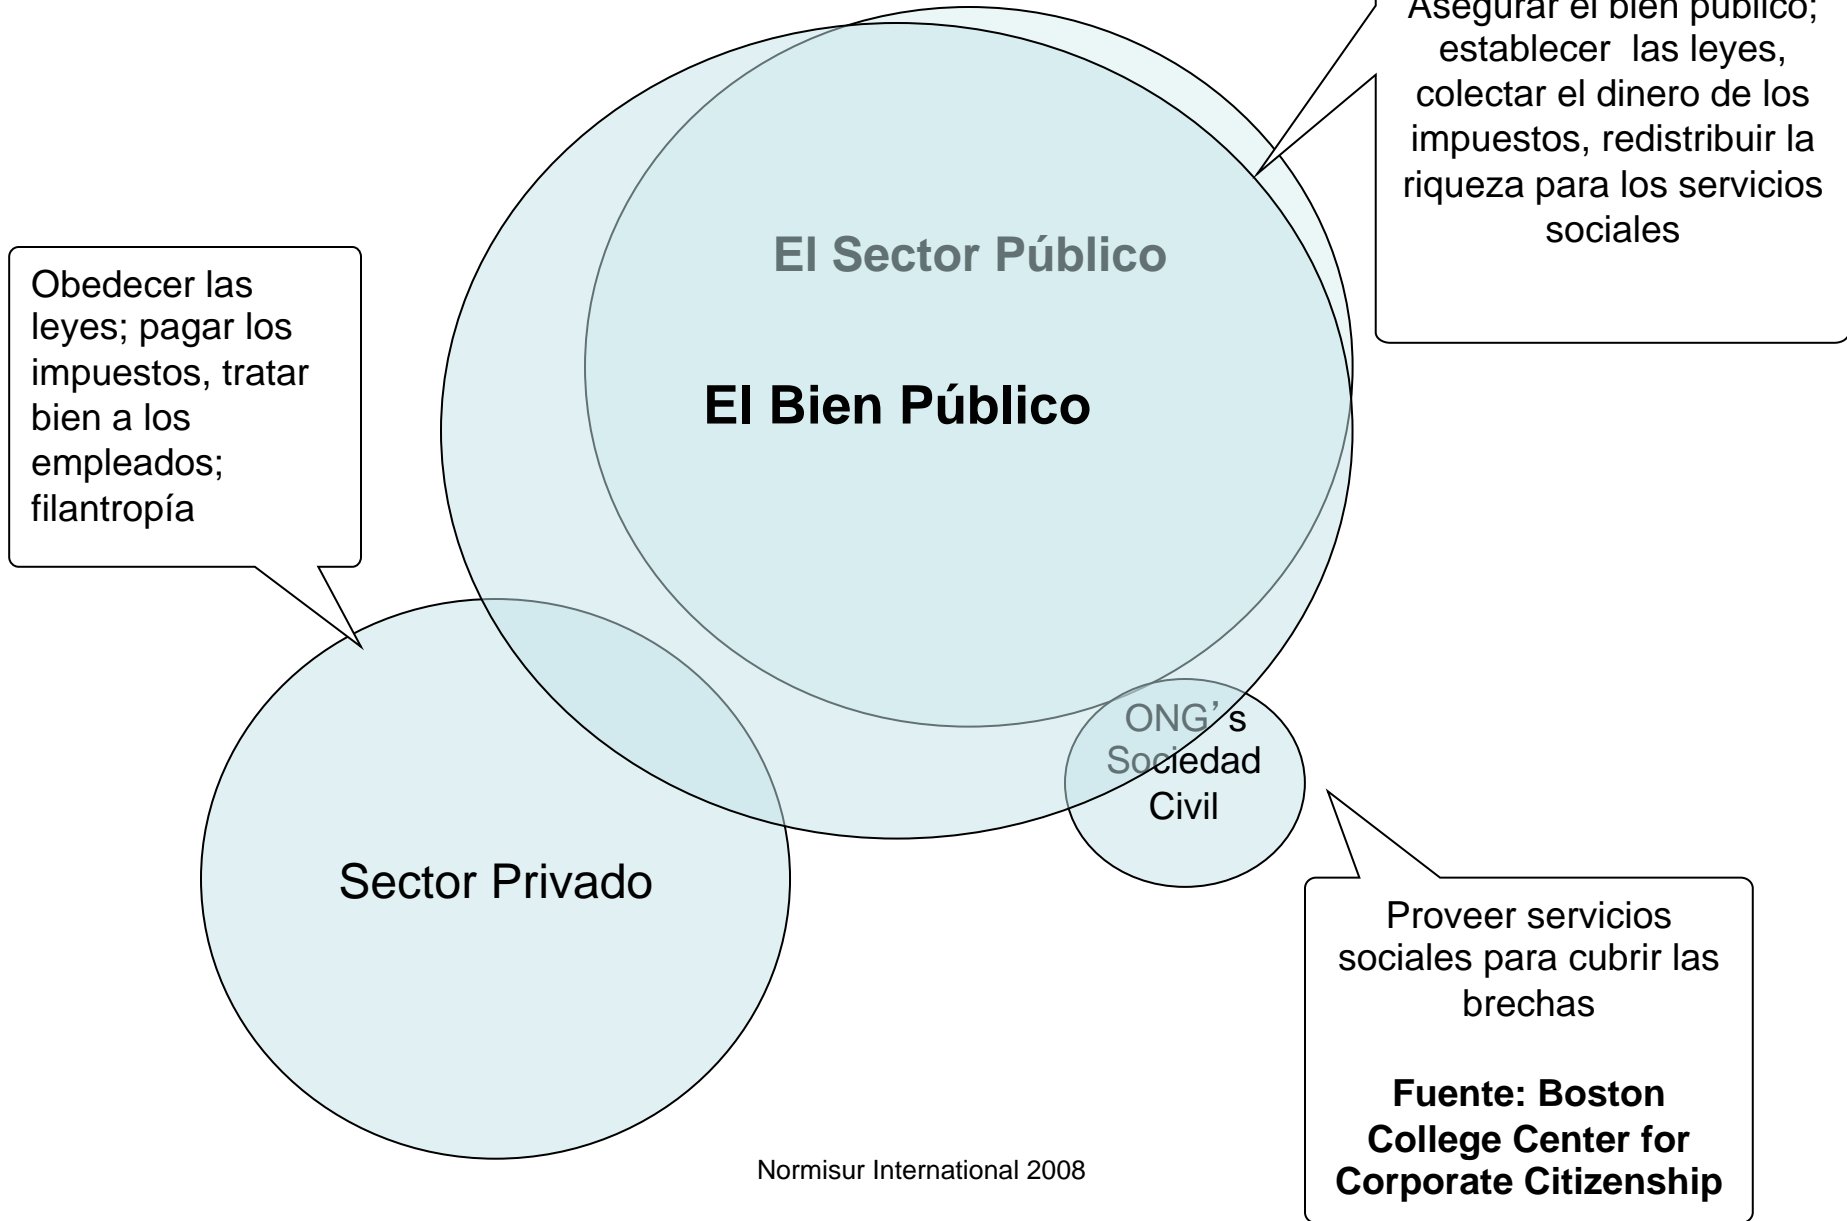 Asegurar el bien público;
establecer las leyes,
colectar el dinero de los
impuestos, redistribuir la
riqueza para los servicios
sociales
El Sector Público
Obedecer las
leyes; pagar los
impuestos, tratar
bien a los
empleados;
filantropía
El Bien Público
ONG's
Sociedad
Civil
Sector Privado
Proveer servicios
sociales para cubrir las
brechas
Fuente: Boston
College Center for
Corporate Citizenship
Normisur International 2008